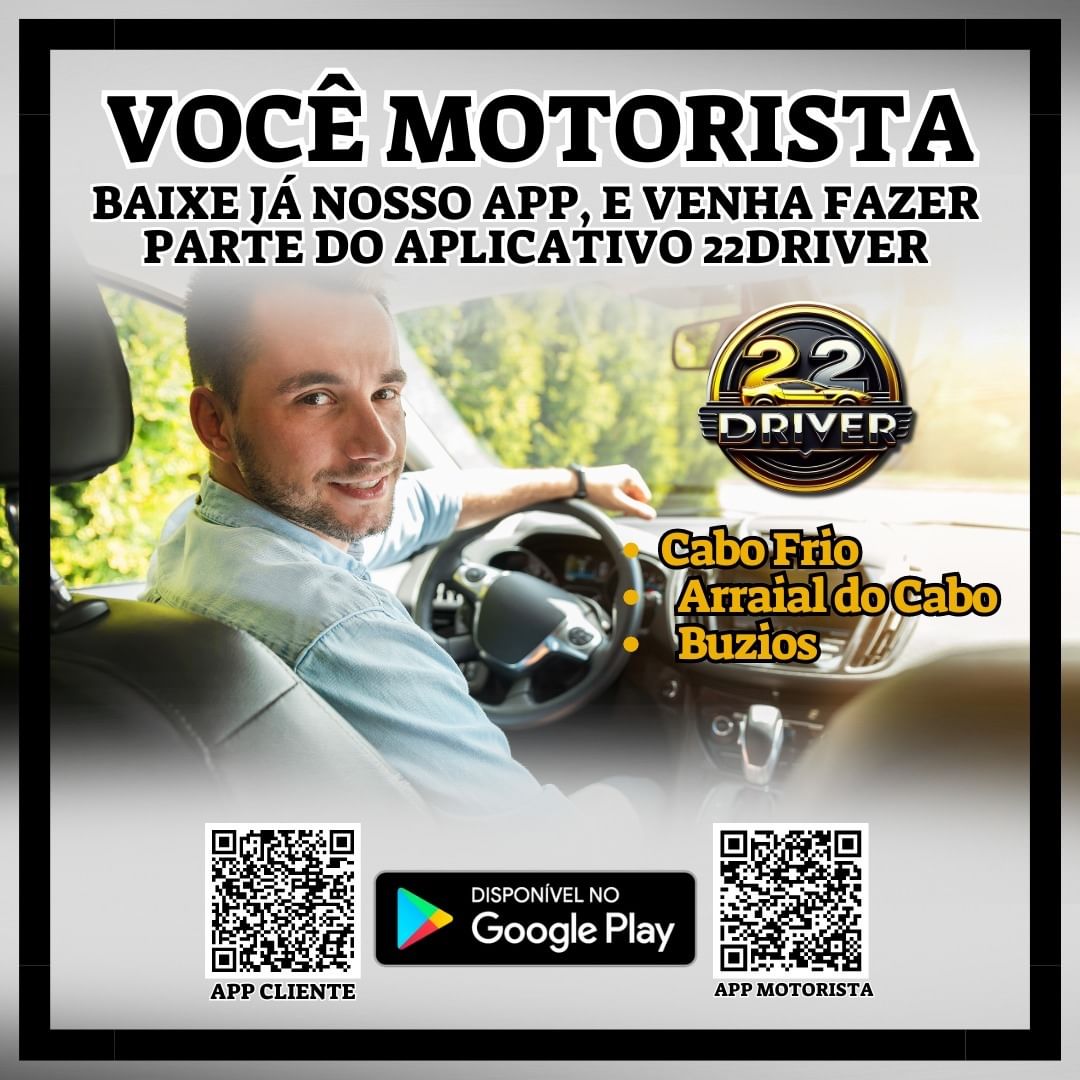 VOCÊ MOTORISTA
BAIXE JÁ NOSSO APP, E VENHA FAZER
PARTE DO APLICATIVO 22DRIVER
22
DRIVER
• Cabo Frio
• Arraial do Cabo
• Buzios
DISPONÍVEL NO
Google Play
APP CLIENTE
APP MOTORISTA